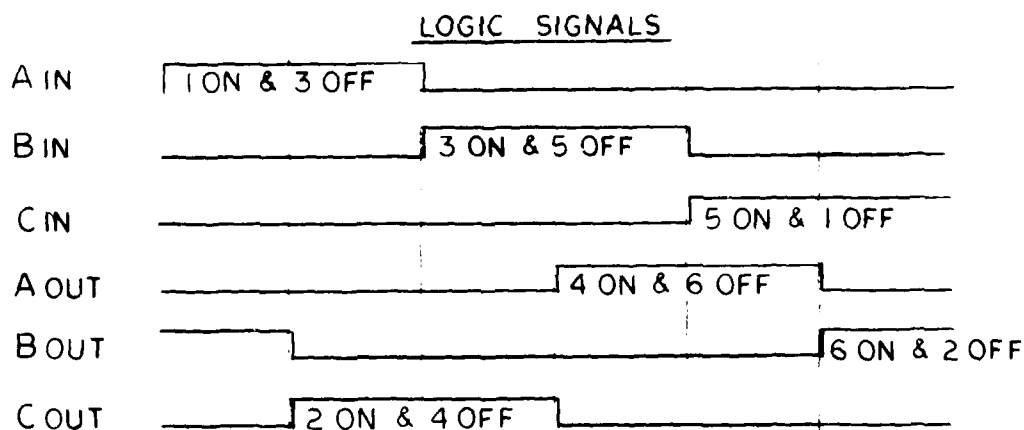 LOGIC SIGNALS
A IN
1 ON & 3 OFF
B IN
3 ON & 5 OFF
C IN
5 ON & 1 OFF
A OUT
4 ON & 6 OFF
B OUT
6 ON & 2 OFF
C OUT
2 ON & 4 OFF